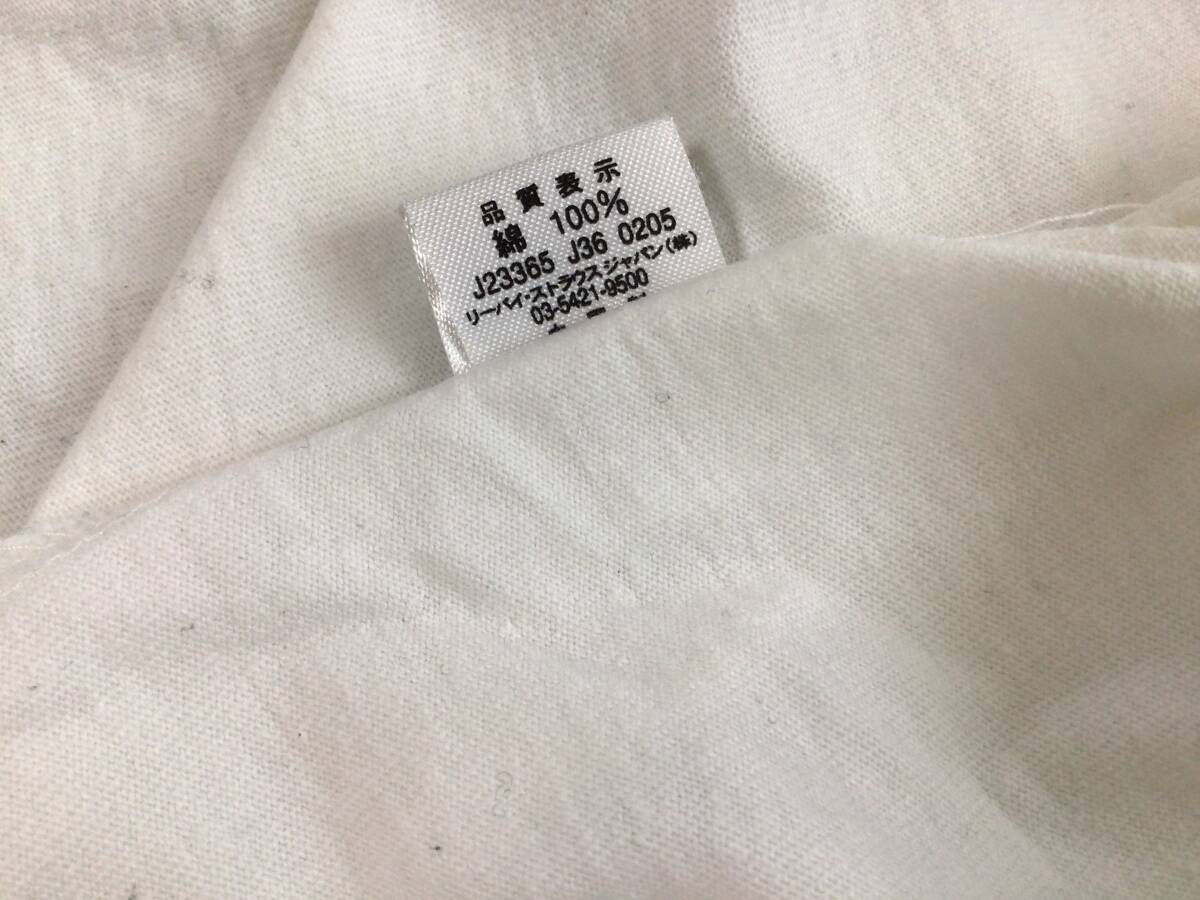 品質表示
綿 100%
J23365 J36 0205
リーバイ・ストラウスジャパン(株)
03-5421-9500